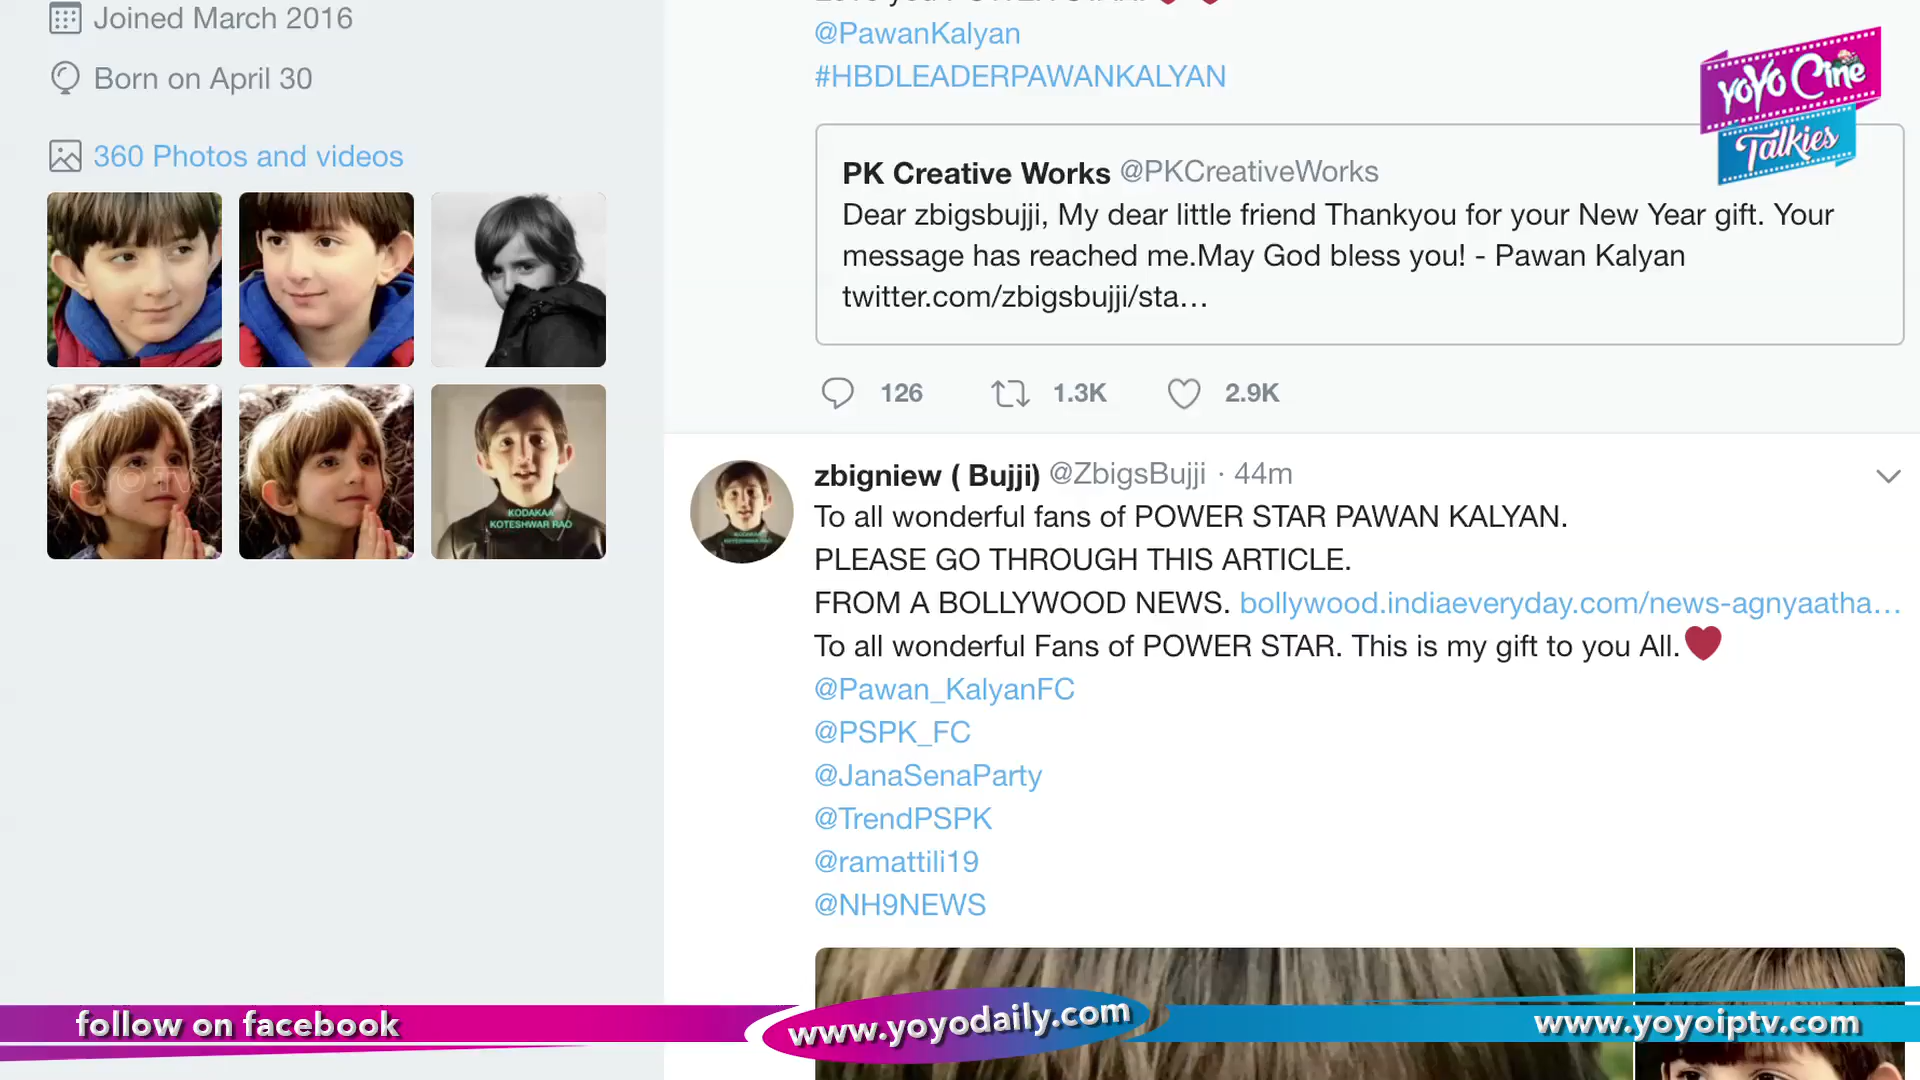 Joined March 2016
Born on April 30
360 Photos and videos
YOYO TV
KODAKAA
KOTESHWAR RAO
@PawanKalyan
#HBDLEADERPAWANKALYAN
PK Creative Works @PKCreativeWorks
Dear zbigsbujji, My dear little friend Thankyou for your New Year gift. Your
message has reached me.May God bless you! - Pawan Kalyan
twitter.com/zbigsbujji/sta…
126 1.3K 2.9K
zbigniew ( Bujji) @ZbigsBujji · 44m
To all wonderful fans of POWER STAR PAWAN KALYAN.
PLEASE GO THROUGH THIS ARTICLE.
FROM A BOLLYWOOD NEWS. bollywood.indiaeveryday.com/news-agnyaatha…
To all wonderful Fans of POWER STAR. This is my gift to you All.❤
@Pawan_KalyanFC
@PSPK_FC
@JanaSenaParty
@TrendPSPK
@ramattili19
@NH9NEWS
YOYO Cine
Talkies
follow on facebook
www.yoyodaily.com
www.yoyoiptv.com